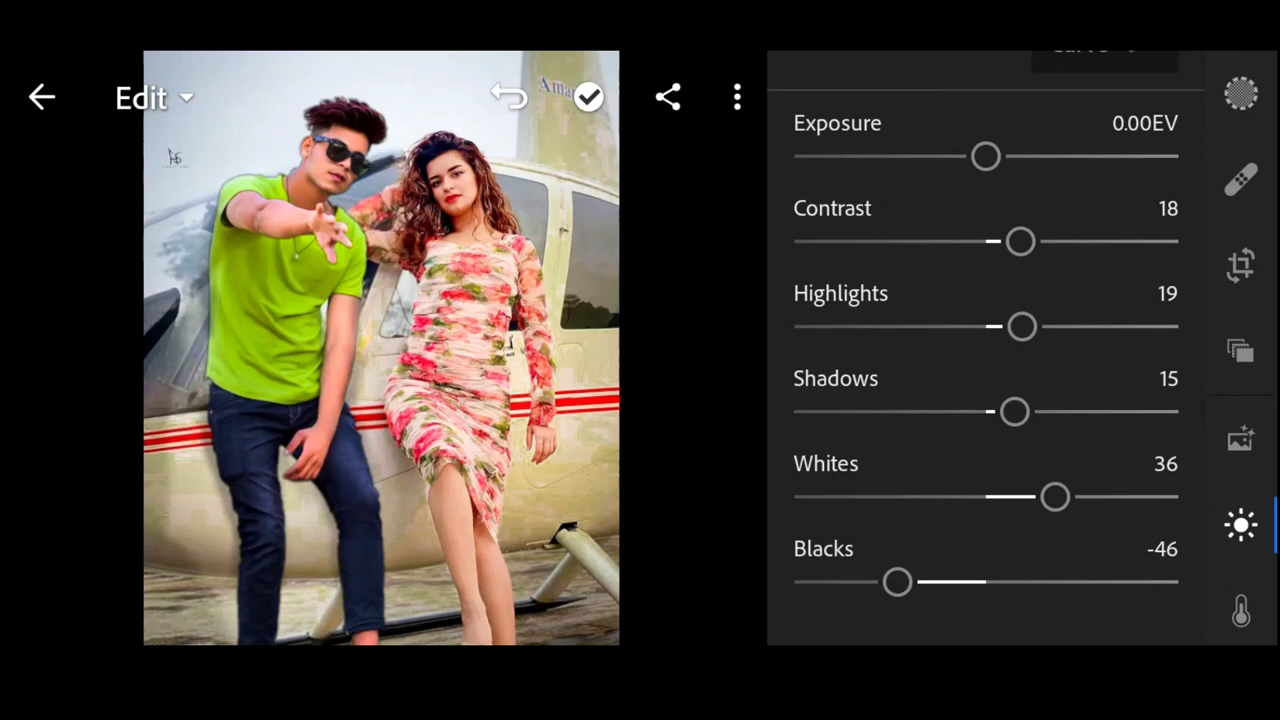 Edit
Exposure 0.00EV
Contrast 18
Highlights 19
Shadows 15
Whites 36
Blacks -46